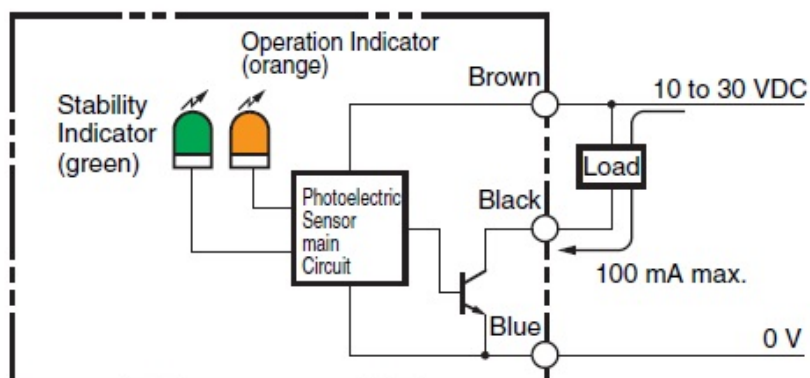 Operation Indicator
(orange)
Stability
Indicator
(green)
Brown
10 to 30 VDC
Load
Photoelectric
Sensor
main
Circuit
Black
100 mA max.
Blue
0 V